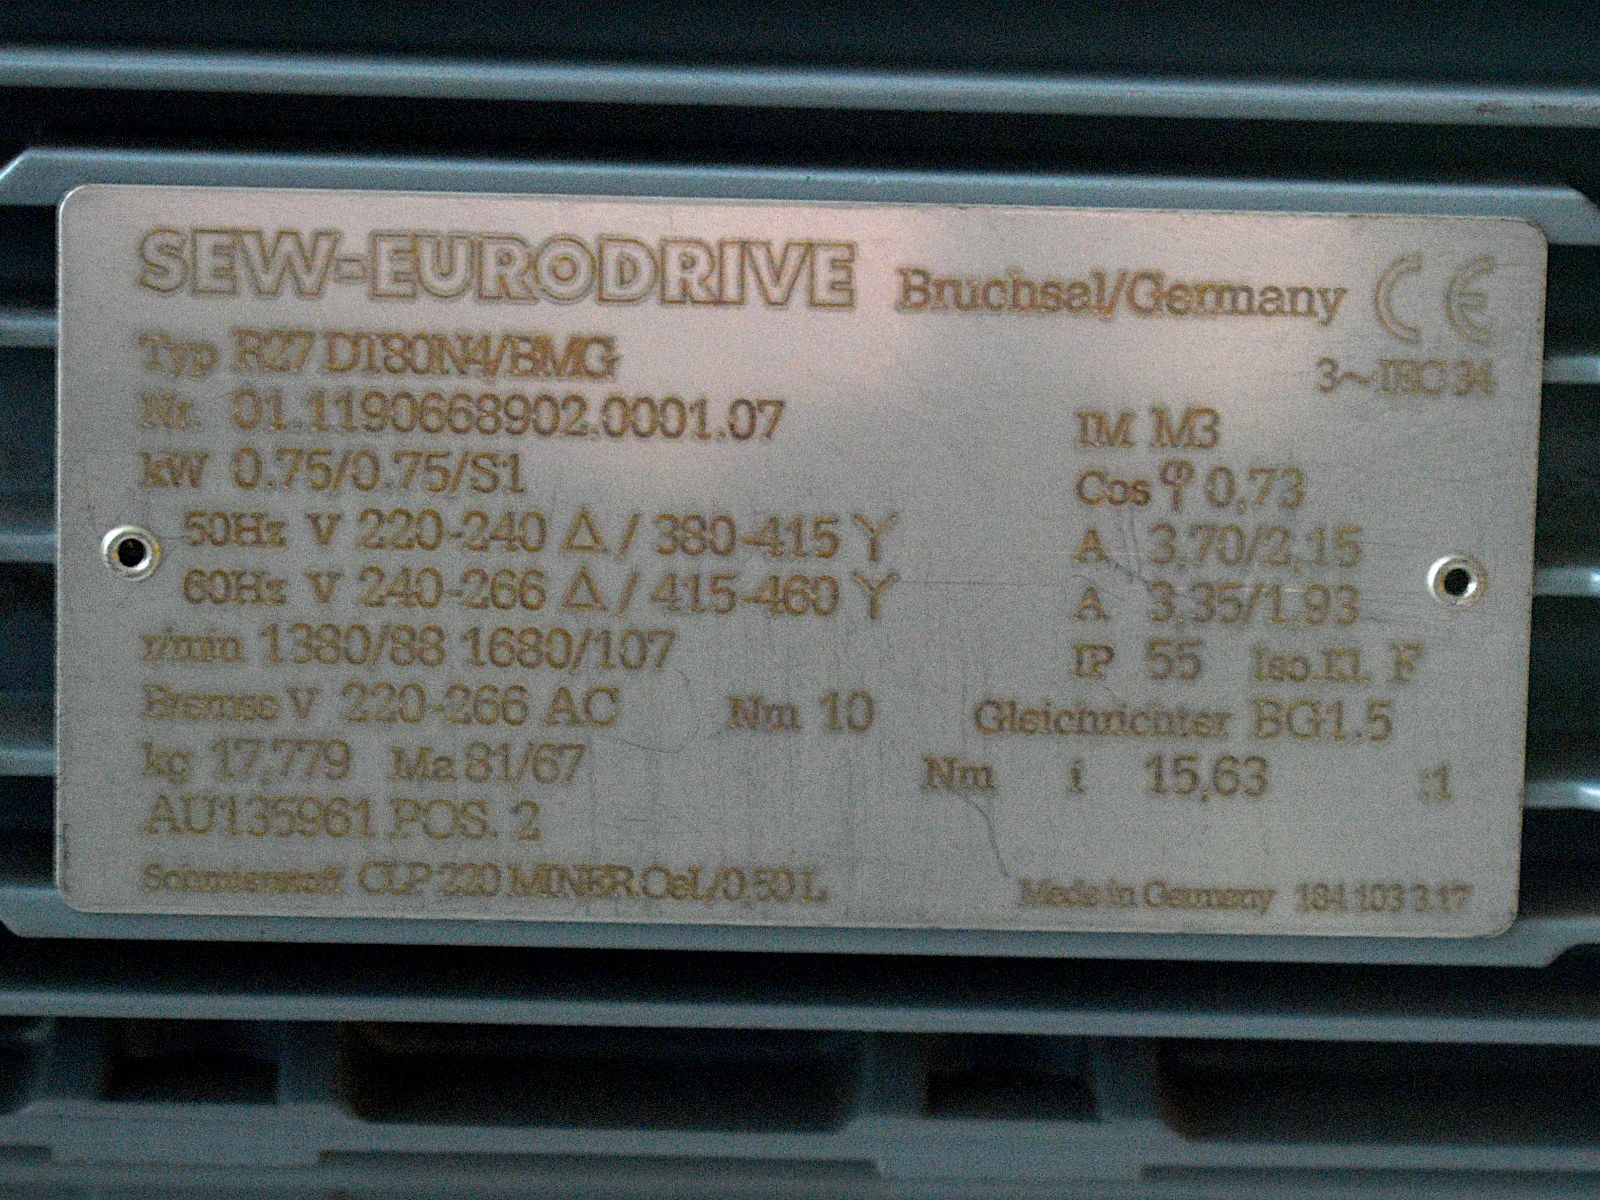 SEW-EURODRIVE Bruchsal/Germany CE
Typ R27 DT80N4/BMG 3~IEC 34
Nr. 01.1190668902.0001.07 IM M3
kW 0.75/0.75/S1 Cos φ 0,73
50Hz V 220-240 Δ / 380-415 Y A 3,70/2,15
60Hz V 240-266 Δ / 415-460 Y A 3,35/1,93
r/min 1380/88 1680/107 IP 55 Iso.Kl. F
Bremse V 220-266 AC Nm 10 Gleichrichter BG1.5
kg 17,779 Ma 81/67 Nm i 15,63 :1
AU135961 POS. 2
Schmierstoff CLP 220 MINER.OeL/0,50 L Made in Germany 184 103 3.17